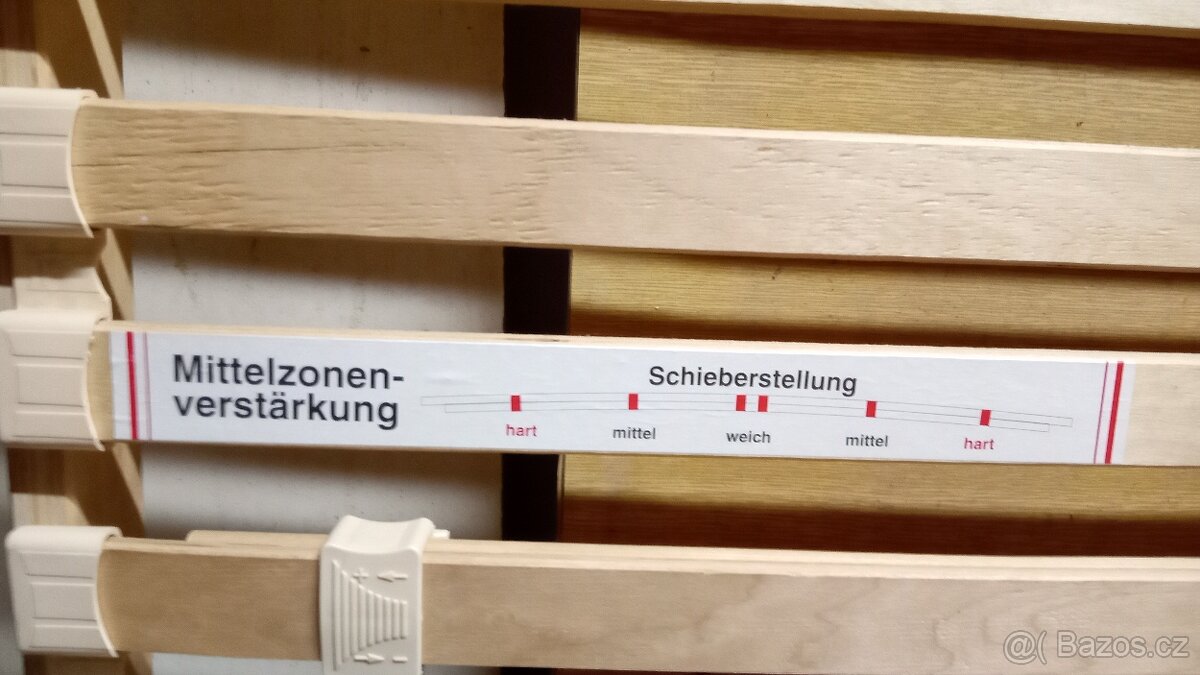 Mittelzonen-
verstärkung
Schieberstellung
hart mittel weich mittel hart
+
-
@( Bazos.cz